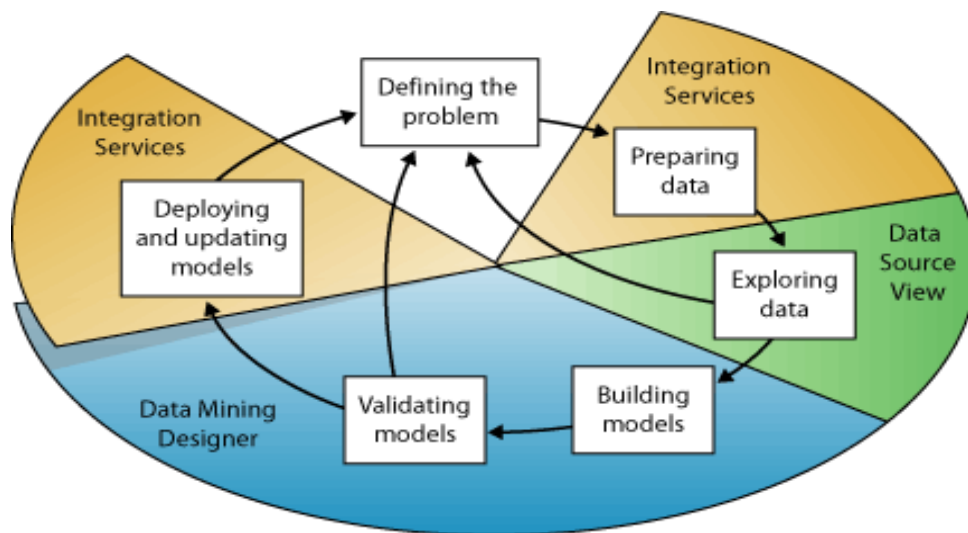 Defining the
problem
Integration
Services
Preparing
data
Data
Source
View
Exploring
data
Building
models
Validating
models
Data Mining
Designer
Deploying
and updating
models
Integration
Services